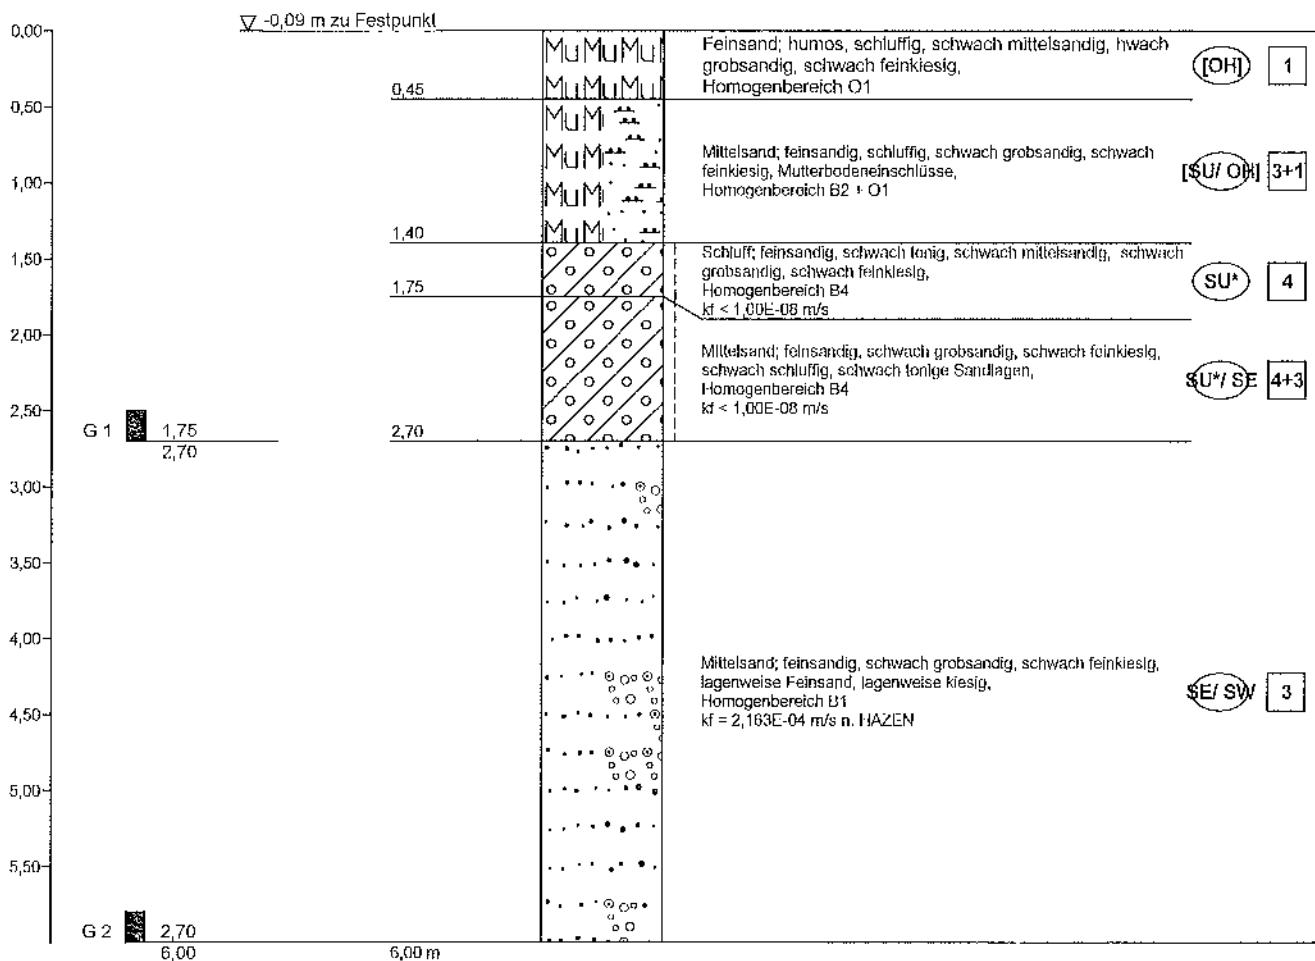 -0,09 m zu Festpunkt
0,00
0,50
1,00
1,50
2,00
2,50
3,00
3,50
4,00
4,50
5,00
5,50
MuMuMu
MuMuMu
MuMu
MuMu
MuMu
MuMu
0,45
Feinsand; humos, schluffig, schwach mittelsandig, hwach
grobsandig, schwach feinkiesig,
Homogenbereich O1
[OH] 1
1,40
Mittelsand; feinsandig, schluffig, schwach grobsandig, schwach
feinkiesig, Mutterbodeneinschlüsse,
Homogenbereich B2 + O1
[SU/ OH] 3+1
1,75
Schluff; feinsandig, schwach tonig, schwach mittelsandig, schwach
grobsandig, schwach feinkiesig,
Homogenbereich B4
kf < 1,00E-08 m/s
SU* 4
2,70
Mittelsand; feinsandig, schwach grobsandig, schwach feinkiesig,
schwach schluffig, schwach tonige Sandlagen,
Homogenbereich B4
kf < 1,00E-08 m/s
SU*/ SE 4+3
G 1 1,75
2,70
Mittelsand; feinsandig, schwach grobsandig, schwach feinkiesig,
lagenweise Feinsand, lagenweise kiesig,
Homogenbereich B1
kf = 2,163E-04 m/s n. HAZEN
SE/ SW 3
G 2 2,70
6,00
6,00 m